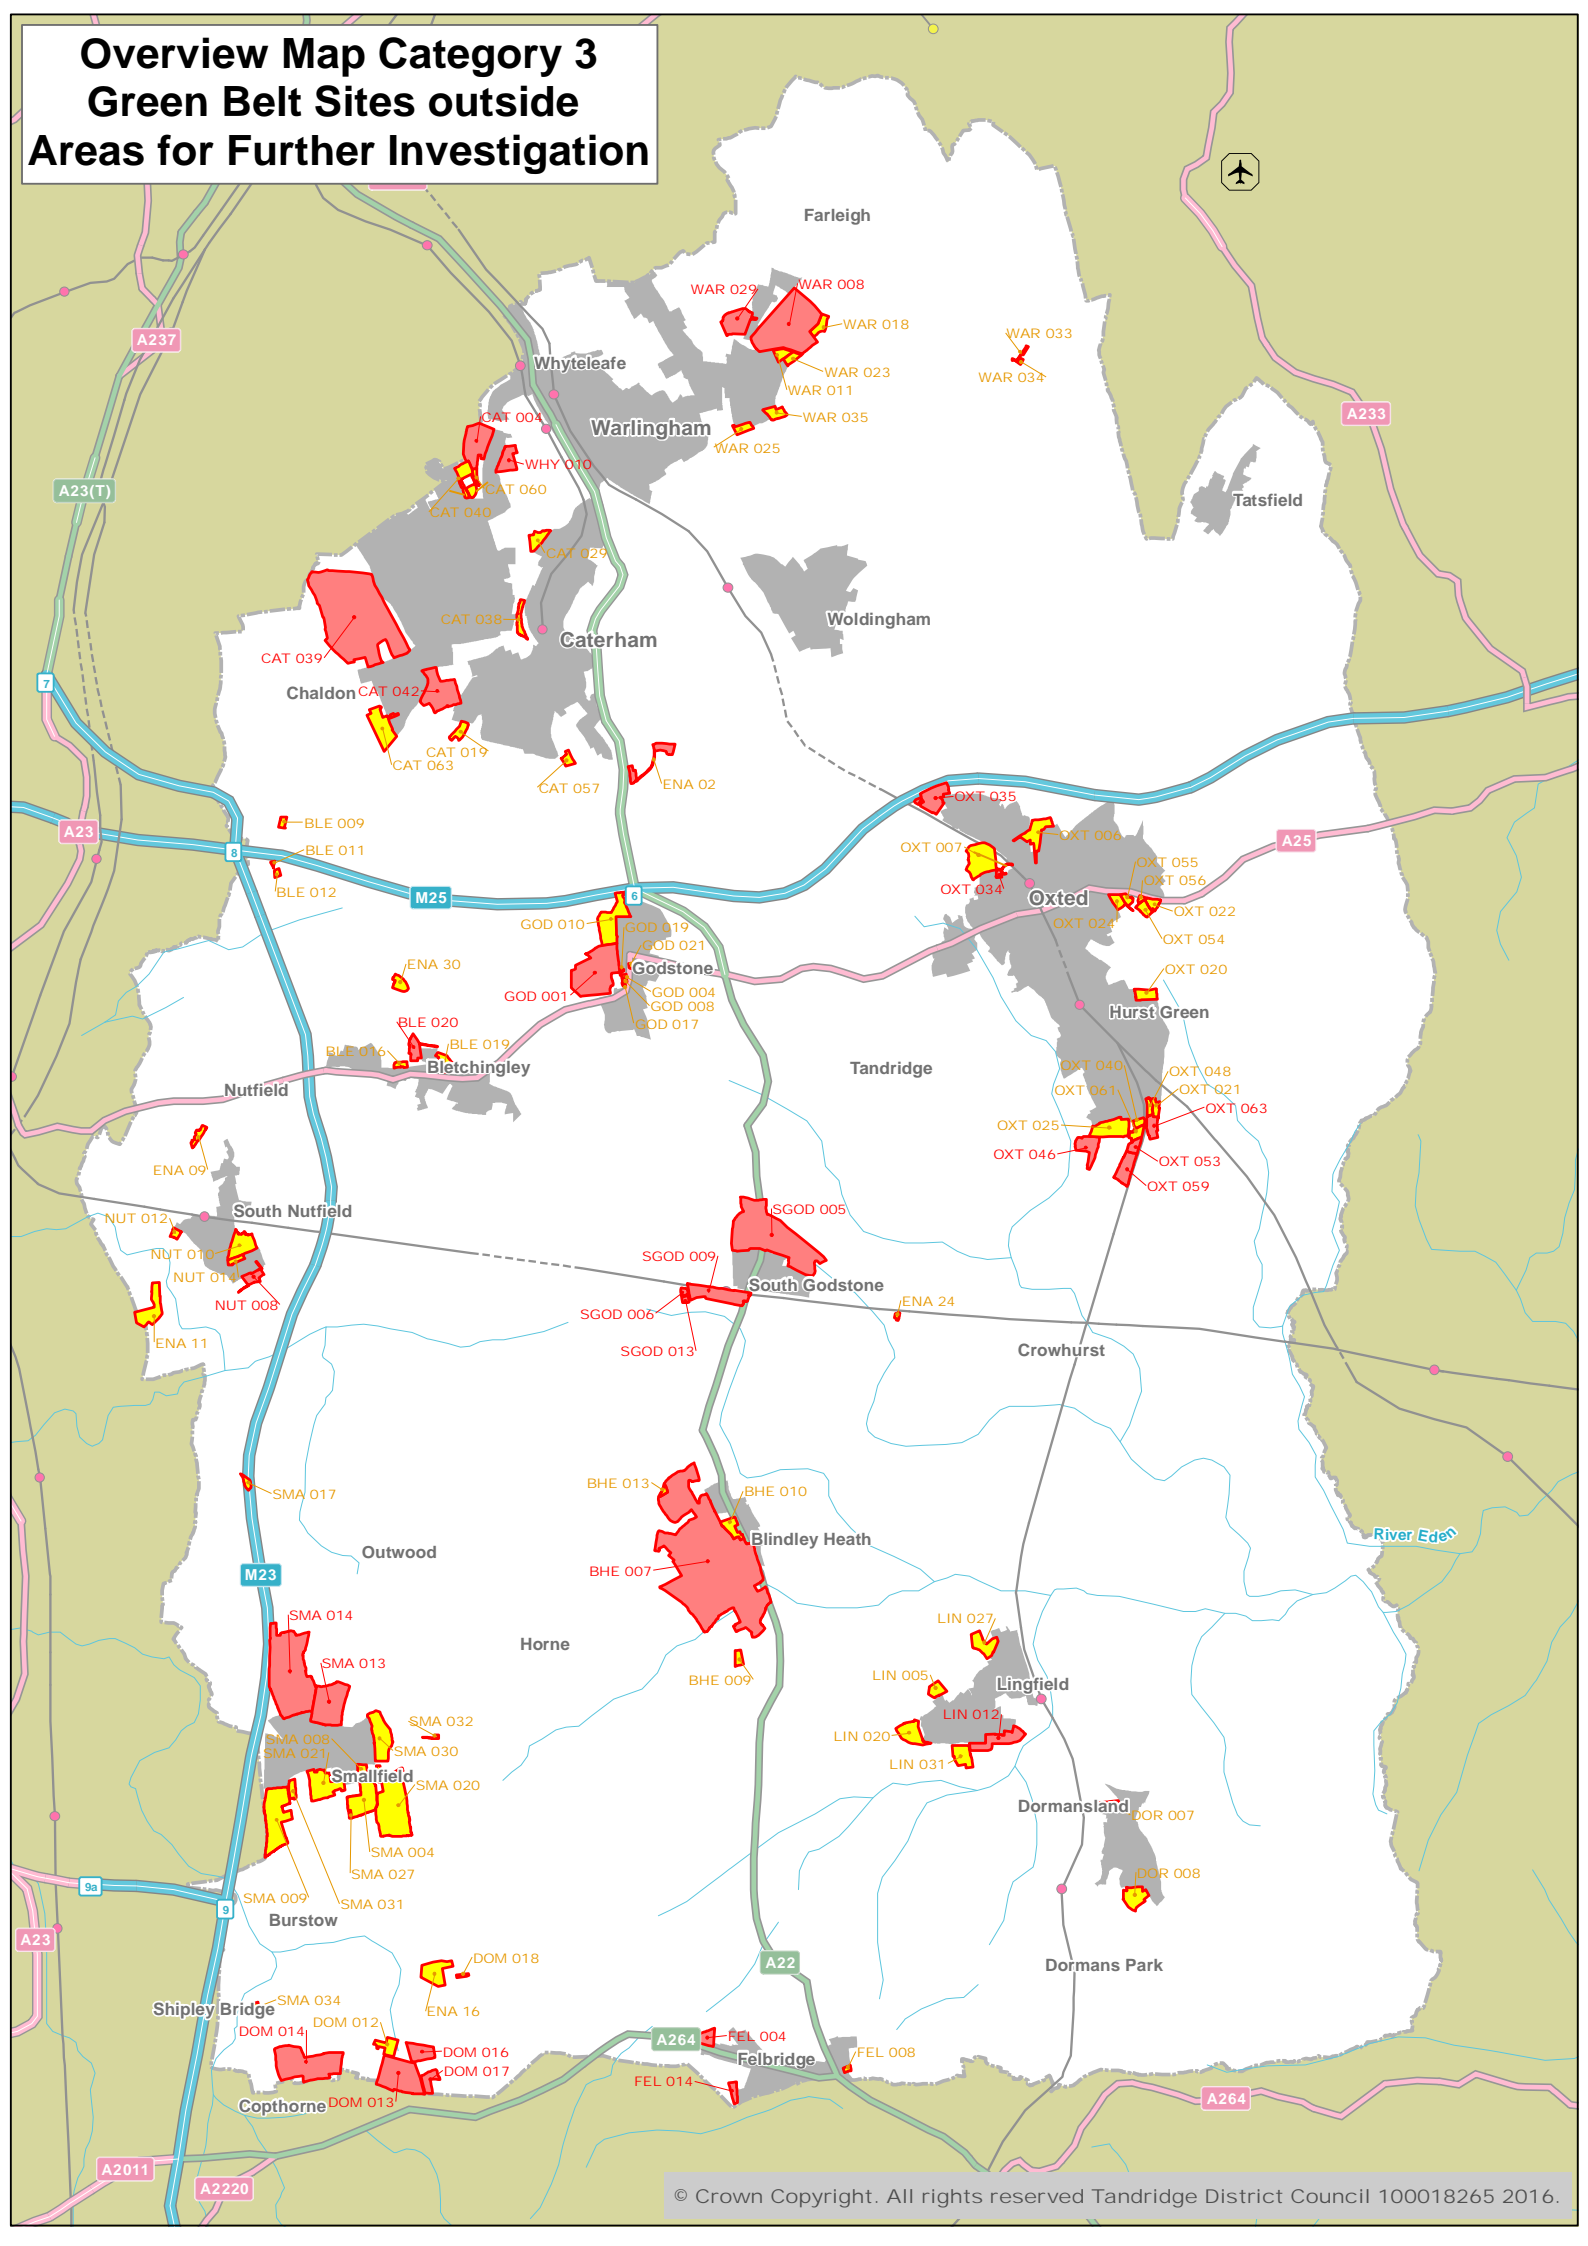 Overview Map Category 3
Green Belt Sites outside
Areas for Further Investigation
Farleigh
WAR 029
WAR 008
WAR 018
WAR 033
A237
Whyteleafe
WAR 023
WAR 034
WAR 011
A233
CAT 004
Warlingham
WAR 035
WAR 025
WHY 010
A23(T)
CAT 060
CAT 040
Tatsfield
CAT 029
CAT 038
Woldingham
Caterham
CAT 039
7
Chaldon
CAT 042
CAT 019
CAT 063
CAT 057
ENA 02
OXT 035
BLE 009
A23
OXT 006
A25
8
BLE 011
OXT 007
OXT 055
OXT 056
BLE 012
M25
6
OXT 034
Oxted
OXT 022
GOD 010
GOD 019
OXT 024
OXT 054
GOD 021
ENA 30
Godstone
OXT 020
GOD 001
GOD 004
GOD 008
Hurst Green
BLE 020
GOD 017
BLE 016
BLE 019
Bletchingley
Tandridge
OXT 040
OXT 048
Nutfield
OXT 061
OXT 021
OXT 063
OXT 025
OXT 046
OXT 053
ENA 09
OXT 059
South Nutfield
SGOD 005
NUT 012
NUT 010
SGOD 009
NUT 014
South Godstone
NUT 008
SGOD 006
ENA 24
ENA 11
SGOD 013
Crowhurst
BHE 013
BHE 010
SMA 017
River Eden
Blindley Heath
Outwood
BHE 007
M23
SMA 014
LIN 027
Horne
SMA 013
LIN 005
BHE 009
Lingfield
LIN 012
SMA 032
SMA 008
LIN 020
SMA 021
SMA 030
LIN 031
Smallfield
SMA 020
Dormansland
DOR 007
SMA 004
SMA 027
DOR 008
9a
SMA 009
SMA 031
9
Burstow
A23
DOM 018
A22
Dormans Park
SMA 034
Shipley Bridge
ENA 16
DOM 012
DOM 014
FEL 004
A264
DOM 016
FEL 008
Felbridge
DOM 017
FEL 014
DOM 013
Copthorne
A264
A2011
A2220
© Crown Copyright. All rights reserved Tandridge District Council 100018265 2016.